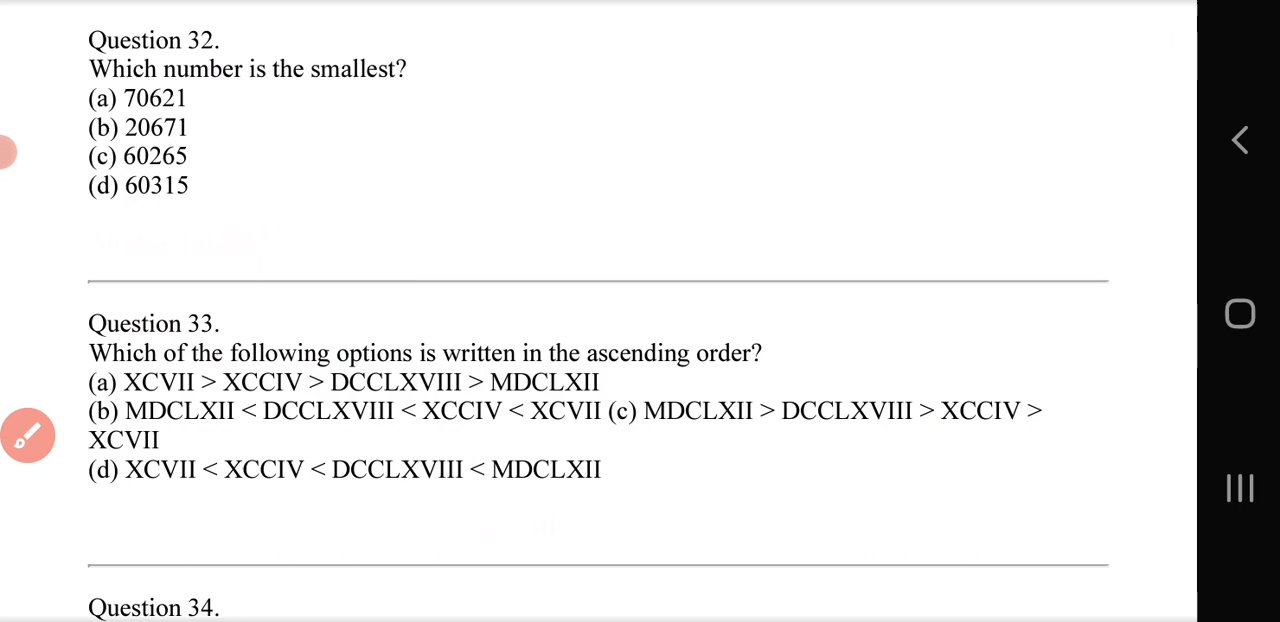 Question 32.
Which number is the smallest?
(a) 70621
(b) 20671
(c) 60265
(d) 60315
Question 33.
Which of the following options is written in the ascending order?
(a) XCVII > XCCIV > DCCLXVIII > MDCLXII
(b) MDCLXII < DCCLXVIII < XCCIV < XCVII (c) MDCLXII > DCCLXVIII > XCCIV >
XCVII
(d) XCVII < XCCIV < DCCLXVIII < MDCLXII
Question 34.